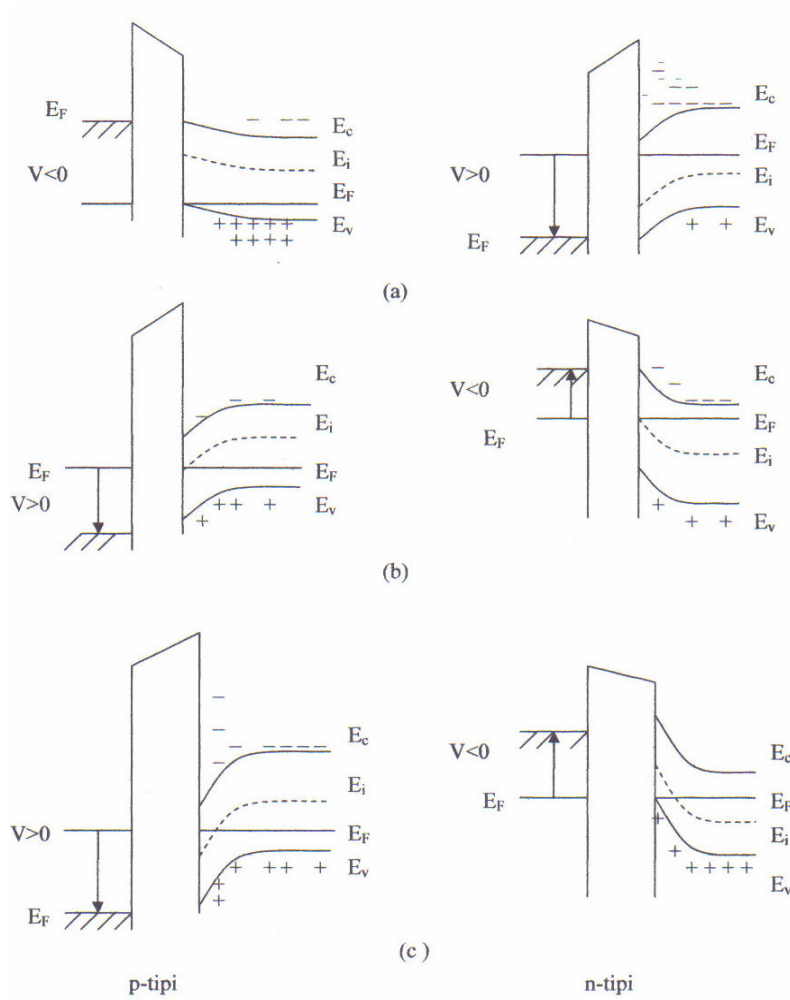 E_F
E_c
V<0
E_i
E_F
E_v
E_c
V>0
E_F
E_i
E_F
E_v
(a)
E_c
E_i
E_F
E_F
V>0
E_v
V<0
E_c
E_F
E_F
E_i
E_v
(b)
E_c
E_i
V>0
E_F
E_v
E_F
V<0
E_c
E_F
E_F
E_i
E_v
(c )
p-tipi
n-tipi